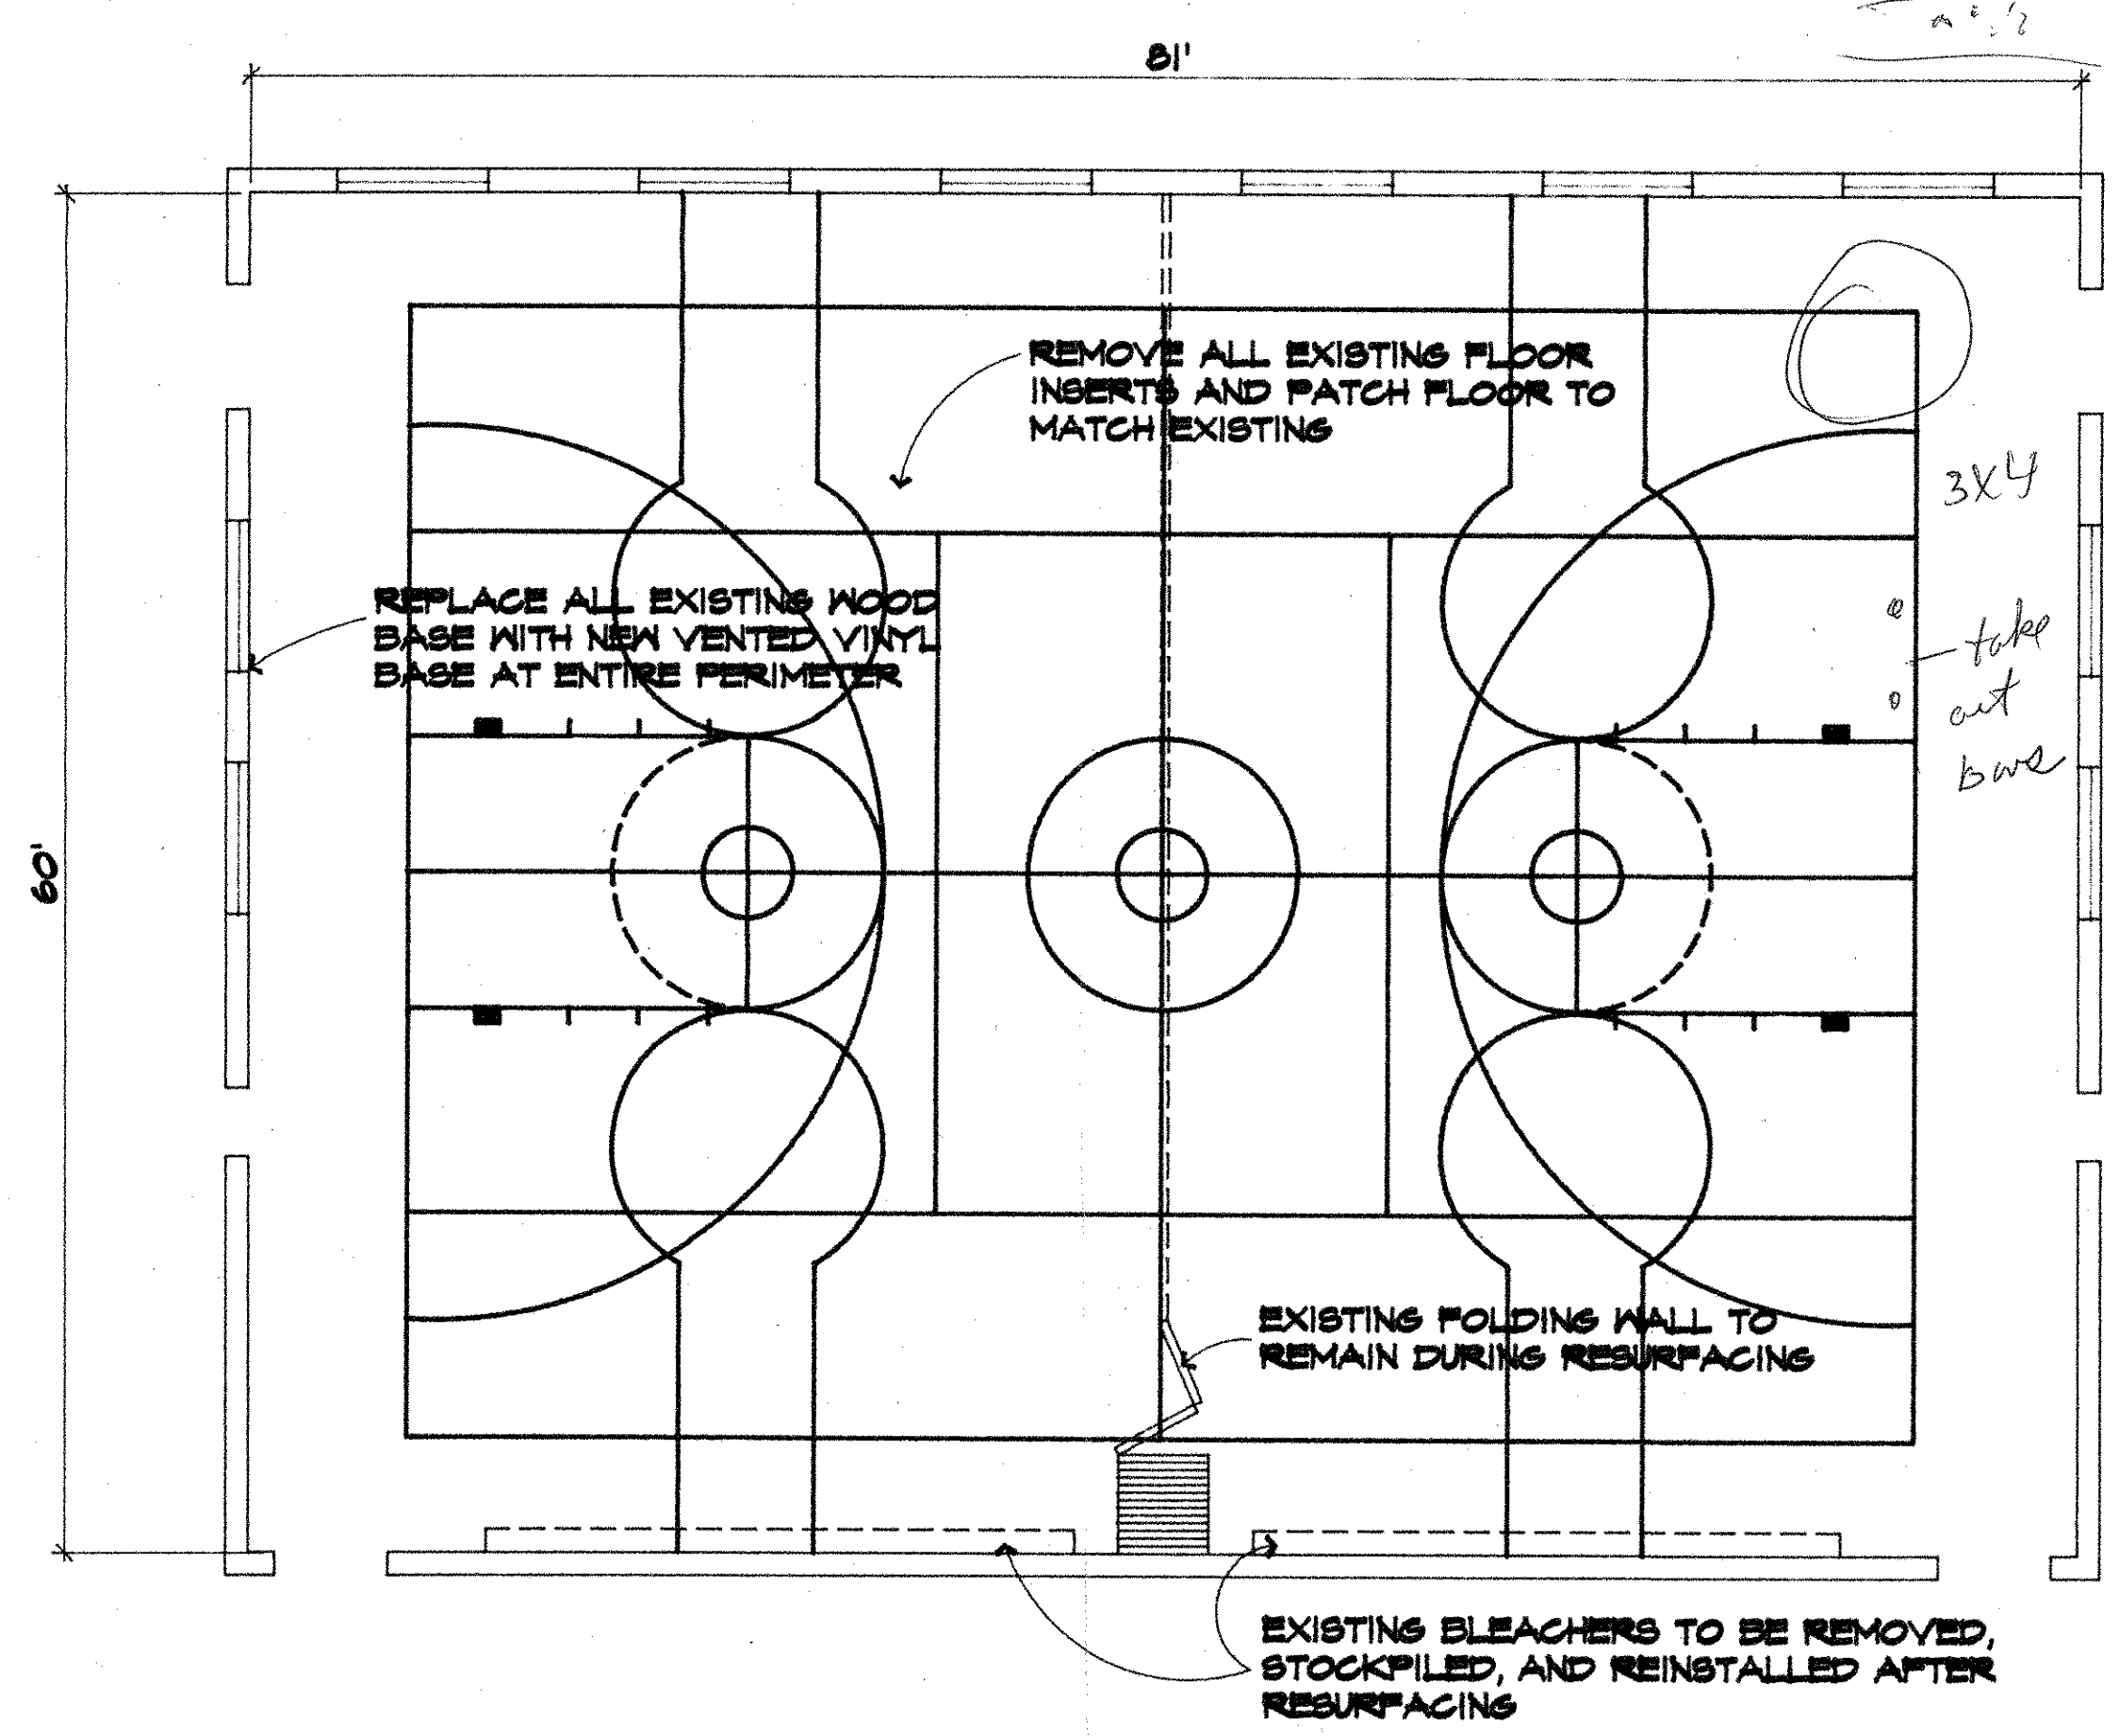 81'
60'
REMOVE ALL EXISTING FLOOR
INSERTS AND PATCH FLOOR TO
MATCH EXISTING
3X4
REPLACE ALL EXISTING WOOD
BASE WITH NEW VENTED VINYL
BASE AT ENTIRE PERIMETER
take
out
bars
EXISTING FOLDING WALL TO
REMAIN DURING RESURFACING
EXISTING BLEACHERS TO BE REMOVED,
STOCKPILED, AND REINSTALLED AFTER
RESURFACING